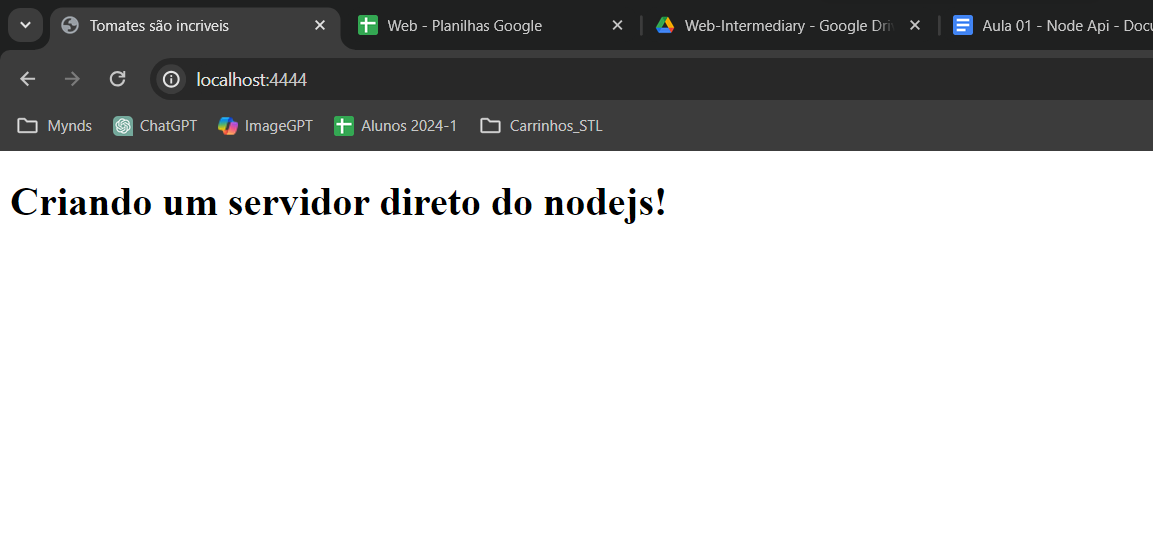 Tomates são incriveis
Web - Planilhas Google
Web-Intermediary - Google Dri
Aula 01 - Node Api - Docu
localhost:4444
Mynds
ChatGPT
ImageGPT
Alunos 2024-1
Carrinhos_STL
Criando um servidor direto do nodejs!